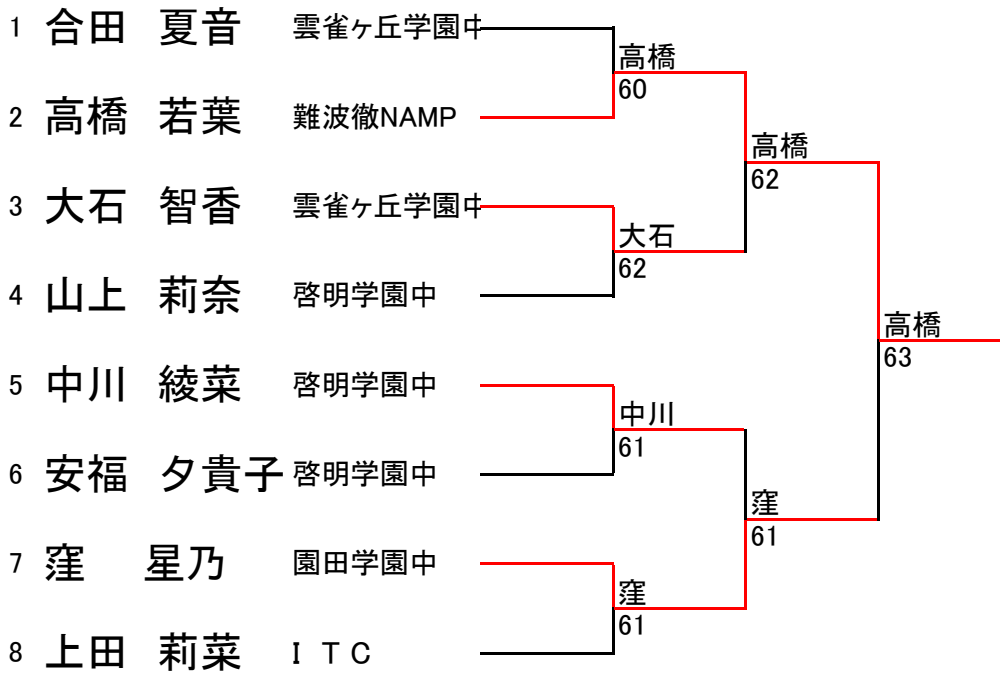 1 合田 夏音 雲雀ヶ丘学園中
高橋
60
2 高橋 若葉 難波徹NAMP
高橋
62
3 大石 智香 雲雀ヶ丘学園中
大石
62
4 山上 莉奈 啓明学園中
高橋
63
5 中川 綾菜 啓明学園中
中川
61
6 安福 夕貴子 啓明学園中
窪
61
7 窪 星乃 園田学園中
窪
61
8 上田 莉菜 ITC